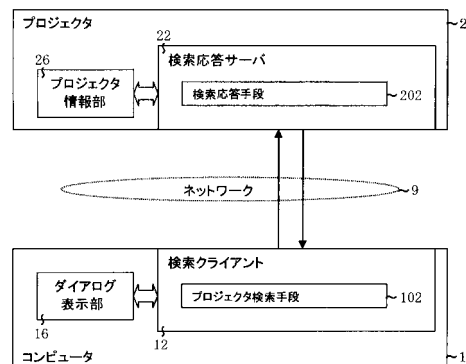 プロジェクタ
2
22
検索応答サーバ
26
プロジェクタ
情報部
検索応答手段
202
ネットワーク
9
検索クライアント
ダイアログ
表示部
プロジェクタ検索手段
102
16
12
コンピュータ
1